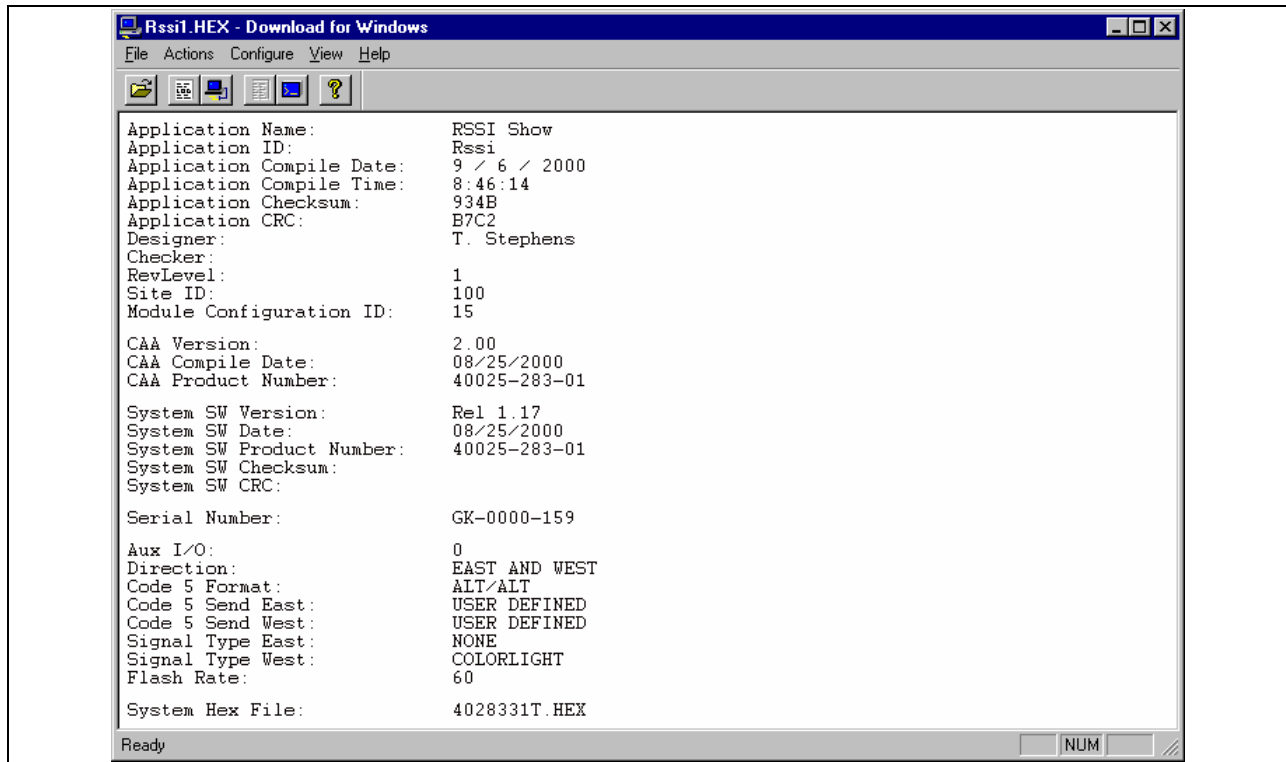 Rssi1.HEX - Download for Windows
File Actions Configure View Help
Application Name: RSSI Show
Application ID: Rssi
Application Compile Date: 9 / 6 / 2000
Application Compile Time: 8:46:14
Application Checksum: 934B
Application CRC: B7C2
Designer: T. Stephens
Checker:
RevLevel: 1
Site ID: 100
Module Configuration ID: 15
CAA Version: 2.00
CAA Compile Date: 08/25/2000
CAA Product Number: 40025-283-01
System SW Version: Rel 1.17
System SW Date: 08/25/2000
System SW Product Number: 40025-283-01
System SW Checksum:
System SW CRC:
Serial Number: GK-0000-159
Aux I/O: 0
Direction: EAST AND WEST
Code 5 Format: ALT/ALT
Code 5 Send East: USER DEFINED
Code 5 Send West: USER DEFINED
Signal Type East: NONE
Signal Type West: COLORLIGHT
Flash Rate: 60
System Hex File: 4028331T.HEX
Ready NUM